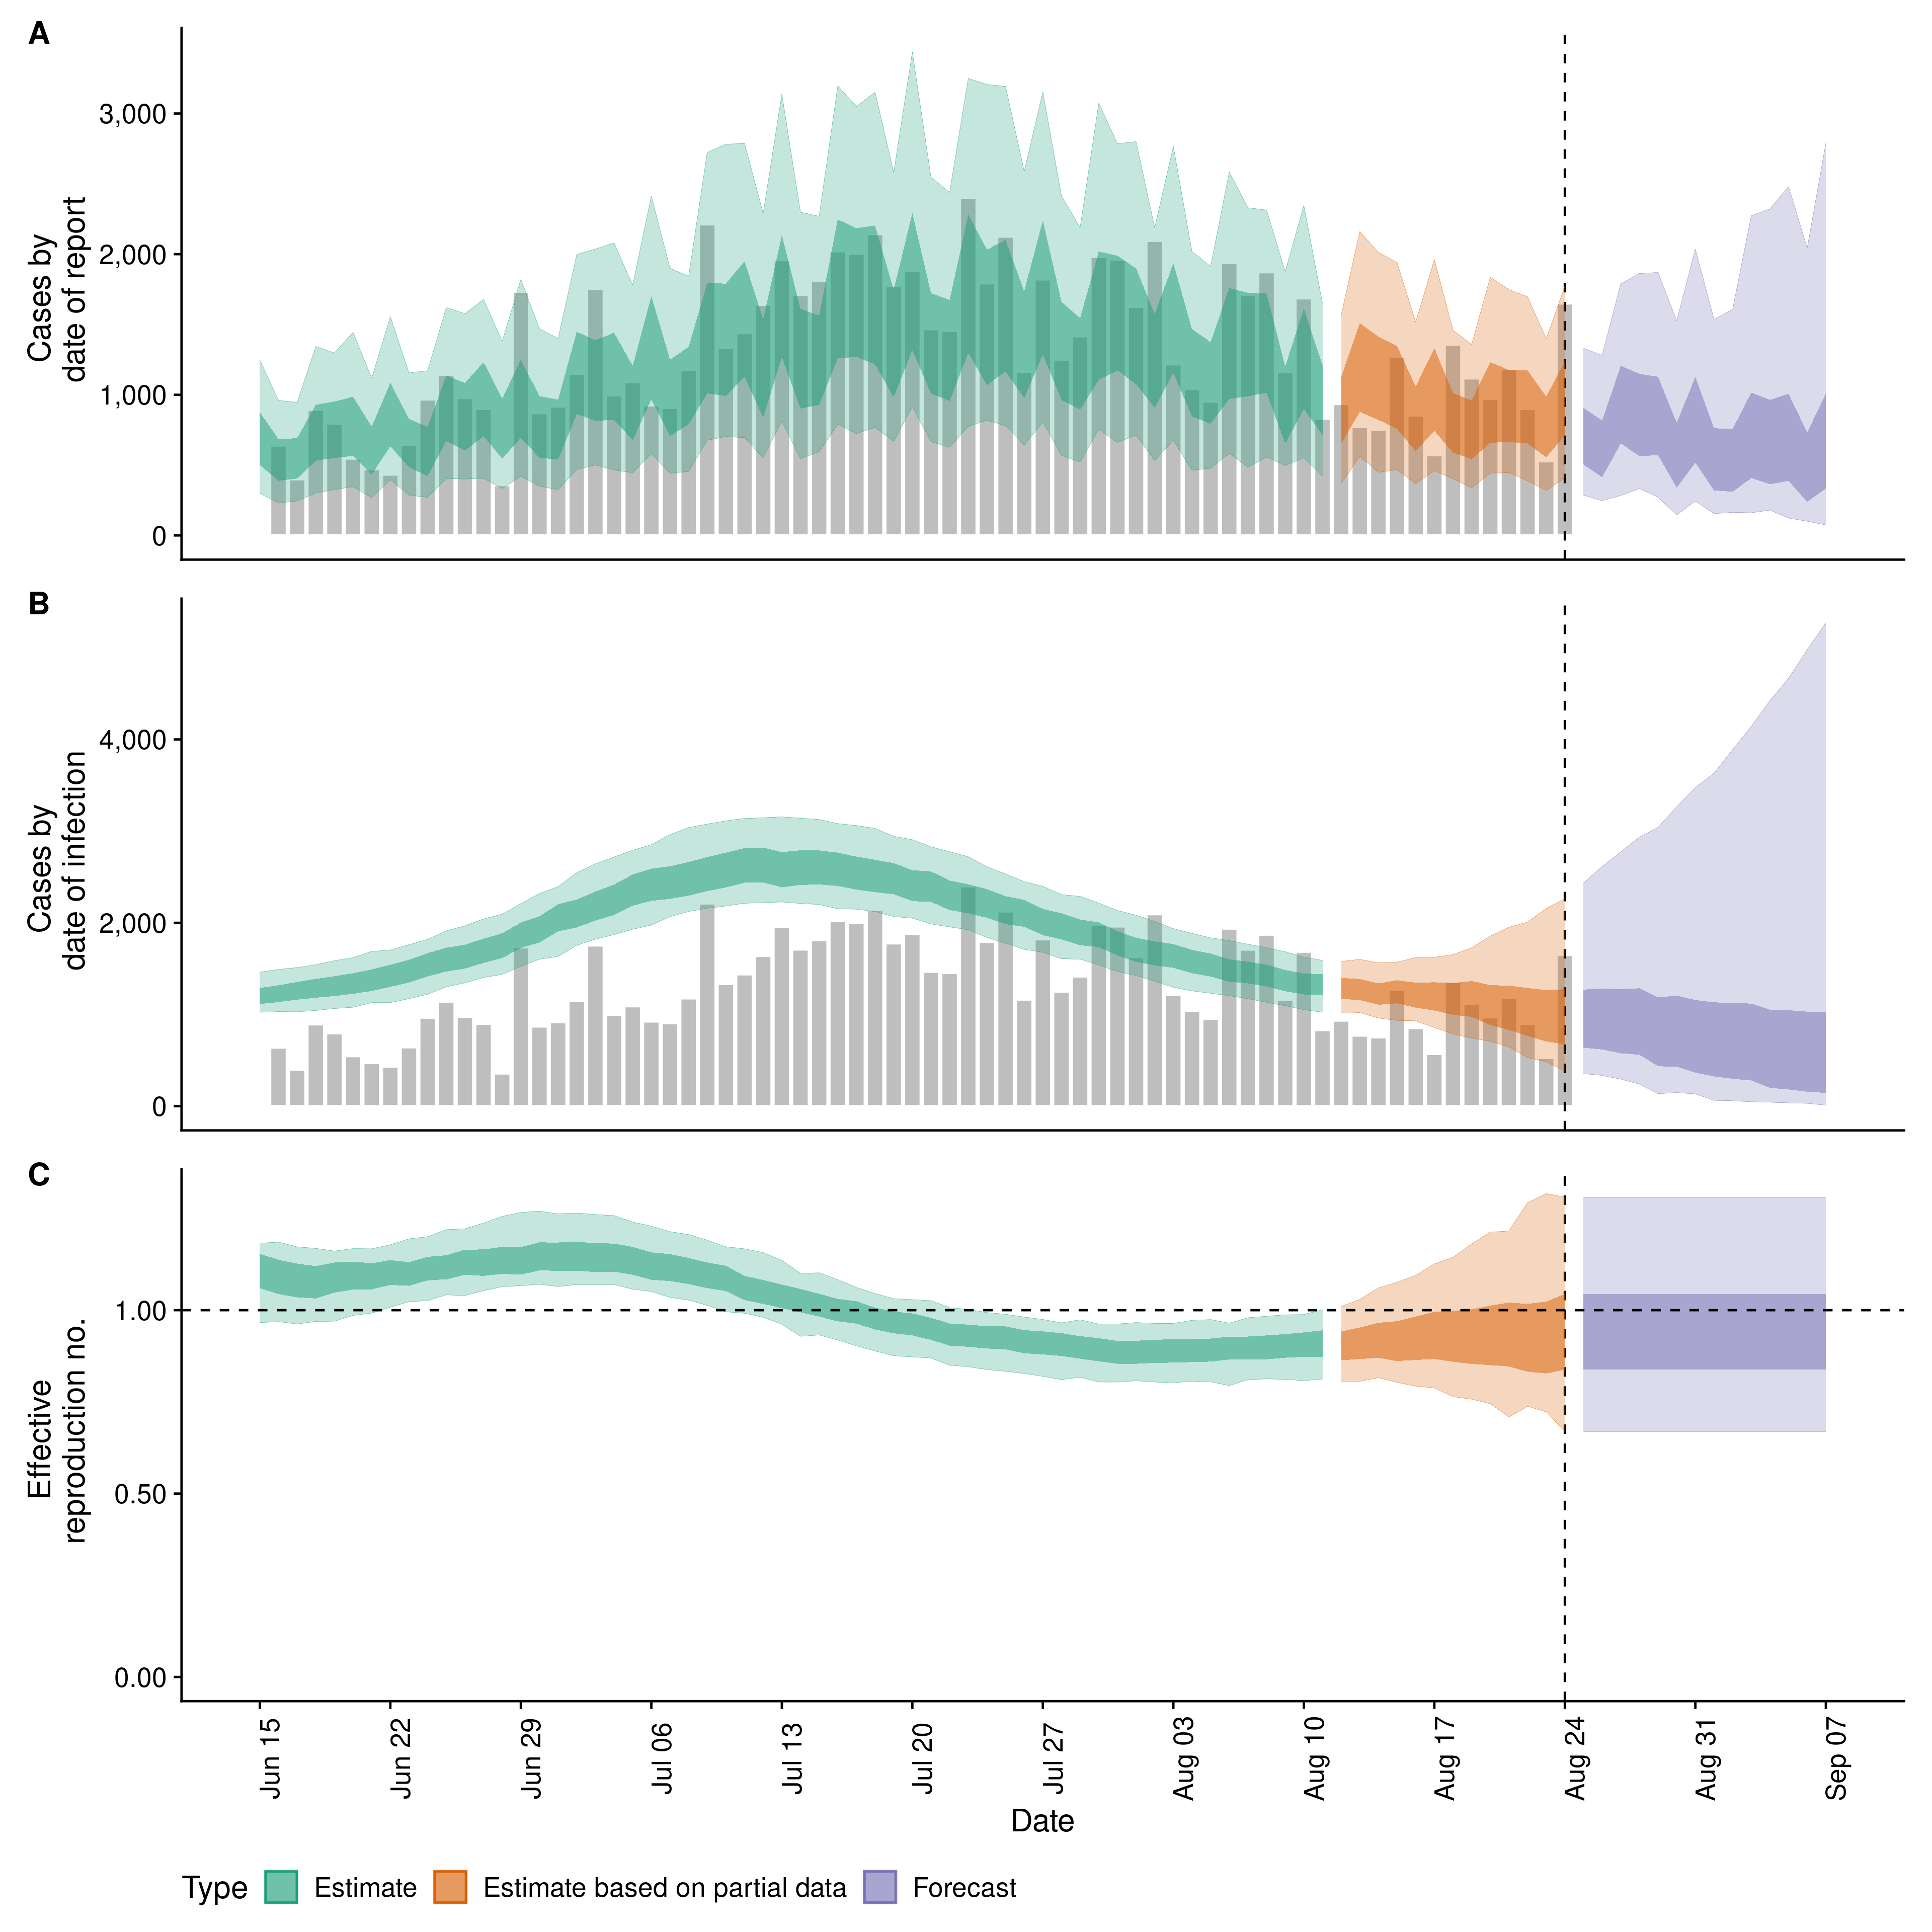 A
Cases by
date of report
3,000
2,000
1,000
0
B
Cases by
date of infection
4,000
2,000
0
C
Effective
reproduction no.
1.00
0.50
0.00
Jun 15
Jun 22
Jun 29
Jul 06
Jul 13
Jul 20
Jul 27
Aug 03
Aug 10
Aug 17
Aug 24
Aug 31
Sep 07
Date
Type Estimate Estimate based on partial data Forecast